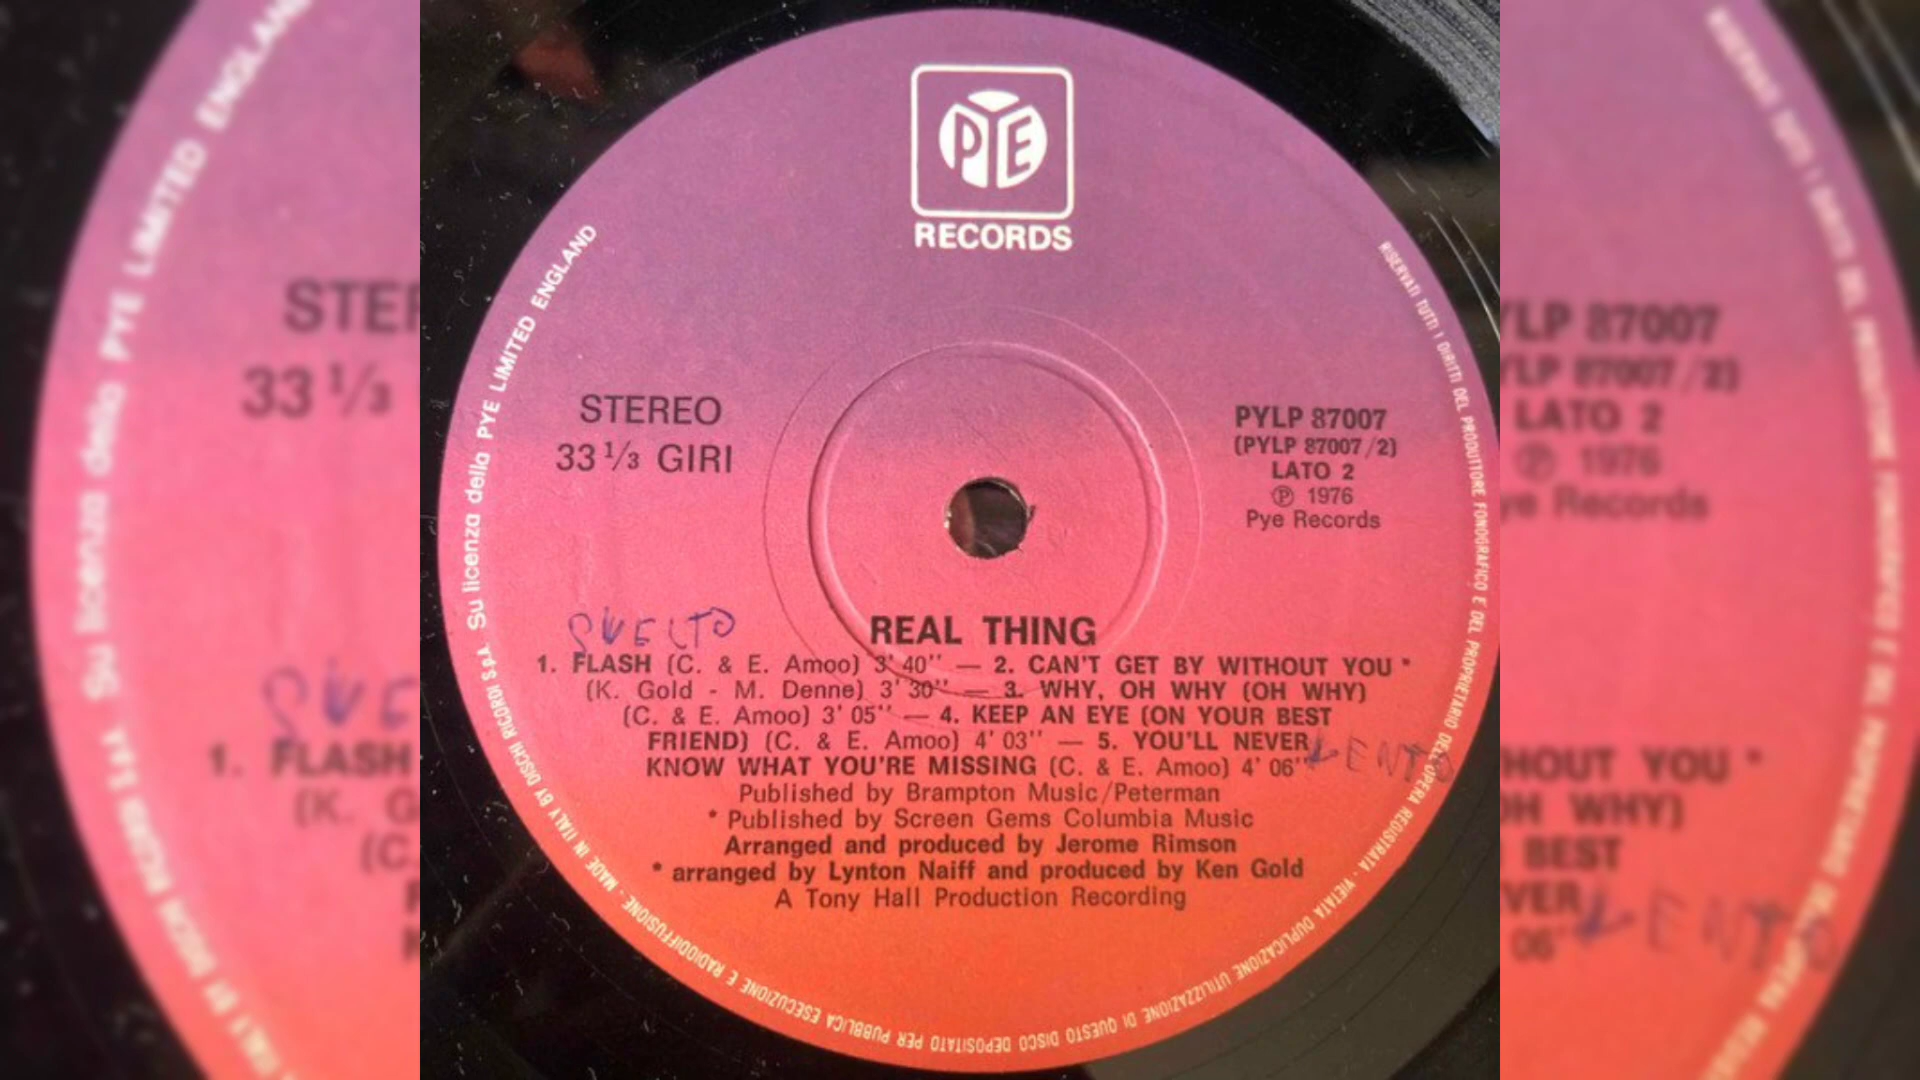 PYE
RECORDS
STEREO
33 1/3 GIRI
PYLP 87007
(PYLP 87007/2)
LATO 2
Ⓟ 1976
Pye Records
SVELTO
REAL THING
1. FLASH (C. & E. Amoo) 3' 40'' — 2. CAN'T GET BY WITHOUT YOU *
(K. Gold - M. Denne) 3' 30'' — 3. WHY, OH WHY (OH WHY)
(C. & E. Amoo) 3' 05'' — 4. KEEP AN EYE (ON YOUR BEST
FRIEND) (C. & E. Amoo) 4' 03'' — 5. YOU'LL NEVER
KNOW WHAT YOU'RE MISSING (C. & E. Amoo) 4' 06''
LENTO
Published by Brampton Music/Peterman
* Published by Screen Gems Columbia Music
Arranged and produced by Jerome Rimson
* arranged by Lynton Naiff and produced by Ken Gold
A Tony Hall Production Recording
Su licenza della PYE LIMITED ENGLAND
RISERVATI TUTTI I DIRITTI DEL PRODUTTORE FONOGRAFICO E DEL PROPRIETARIO DELL'OPERA REGISTRATA - VIETATA DUPLICAZIONE UTILIZZAZIONE DI QUESTO DISCO DEPOSITATO PER PUBBLICA ESECUZIONE E RADIODIFFUSIONE - MADE IN ITALY BY DISCHI RICORDI S.P.A.